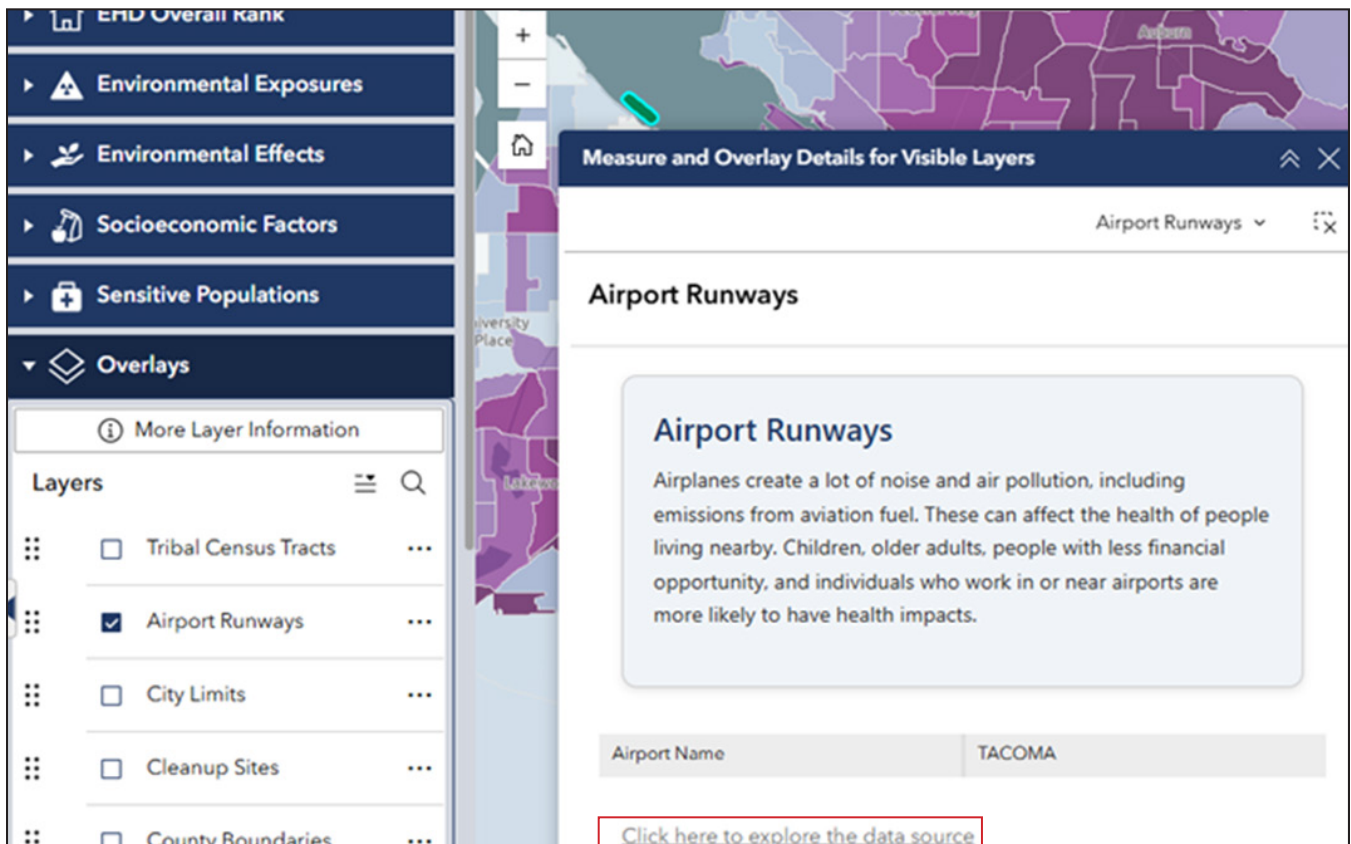 EHD Overall Rank
Environmental Exposures
Environmental Effects
Socioeconomic Factors
Sensitive Populations
Overlays
More Layer Information
Layers
Tribal Census Tracts
Airport Runways
City Limits
Cleanup Sites
County Boundaries
+
−
Auburn
Place
Measure and Overlay Details for Visible Layers
Airport Runways
Airport Runways
Airport Runways
Airplanes create a lot of noise and air pollution, including
emissions from aviation fuel. These can affect the health of people
living nearby. Children, older adults, people with less financial
opportunity, and individuals who work in or near airports are
more likely to have health impacts.
Airport Name TACOMA
Click here to explore the data source